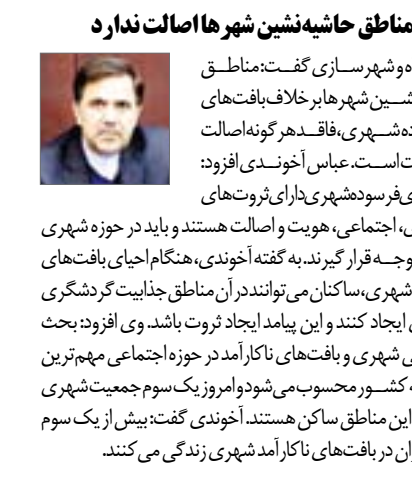 مناطق حاشیه‌نشین شهرها اصالت ندارد
ه و شهرســازی گفــت: مناطــق
شــین شهرها برخلاف بافت‌های
ده‌شــهری، فاقــد هر گونه اصالت
ت اســت. عباس آخونــدی افزود:
ی فرسوده شهری دارای ثروت‌های
ی، اجتماعی، هویت و اصالت هستند و باید در حوزه شهری
وجــه قرار گیرند. به گفته آخوندی، هنگام احیای بافت‌های
شهری، ساکنان می‌توانند در آن مناطق جذابیت گردشگری
ی ایجاد کنند و این پیامد ایجاد ثروت باشد. وی افزود: بحث
ی شهری و بافت‌های ناکارآمد در حوزه اجتماعی مهم‌ترین
ه کشــور محسوب می‌شود و امروز یک سوم جمعیت شهری
این مناطق ساکن هستند. آخوندی گفت: بیش از یک سوم
ان در بافت‌های ناکارآمد شهری زندگی می‌کنند.